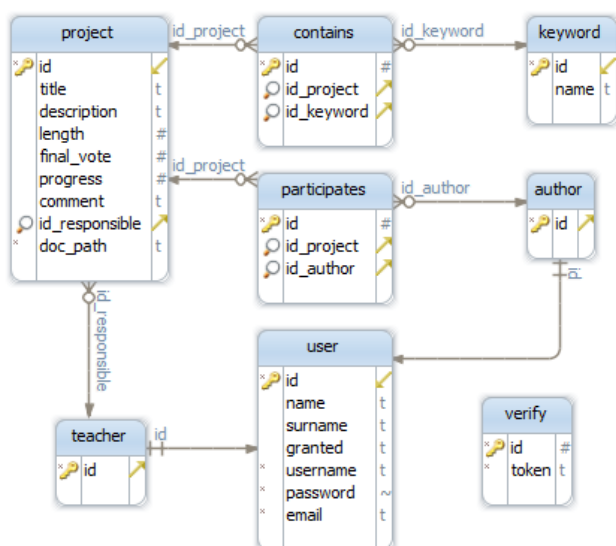 project
id
title t
description t
length #
final_vote #
progress #
comment t
id_responsible
doc_path t
id_project
contains
id #
id_project
id_keyword
id_keyword
keyword
id
name t
id_project
participates
id #
id_project
id_author
id_author
author
id
id
id_responsible
user
id
name t
surname t
granted t
username t
password ~
email t
teacher
id
id
verify
id #
token t